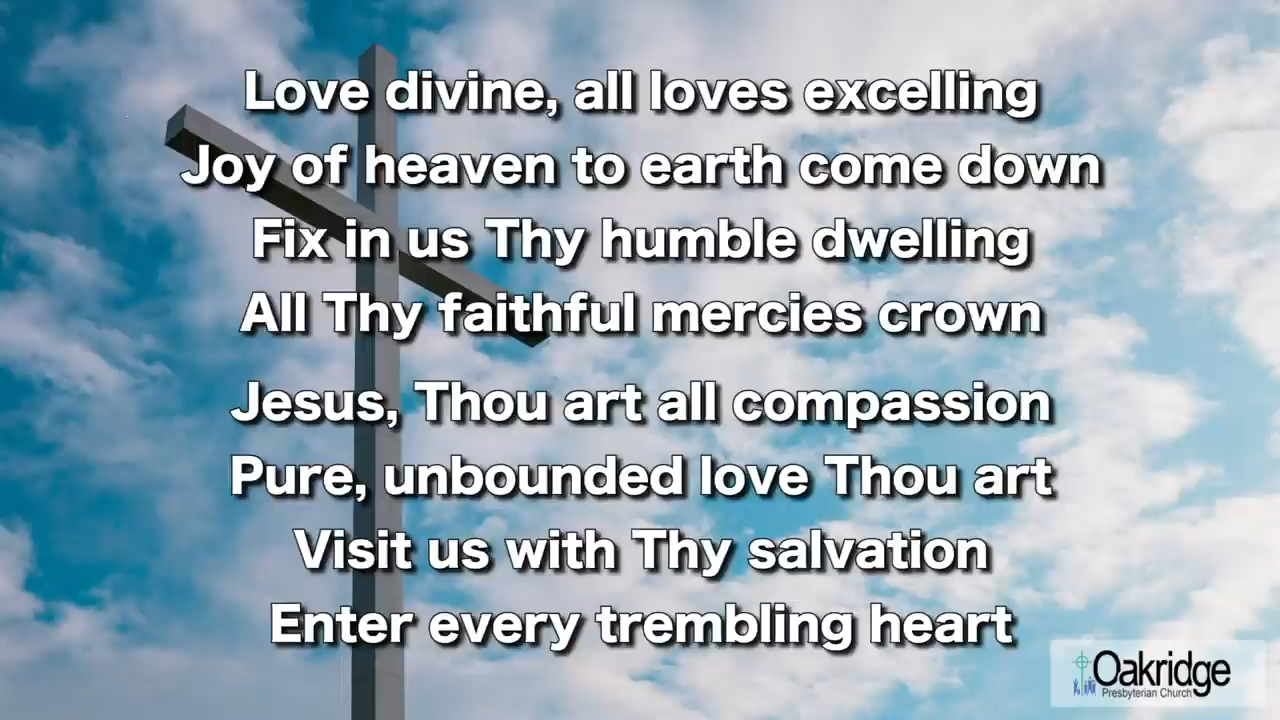 Love divine, all loves excelling
Joy of heaven to earth come down
Fix in us Thy humble dwelling
All Thy faithful mercies crown
Jesus, Thou art all compassion
Pure, unbounded love Thou art
Visit us with Thy salvation
Enter every trembling heart
Oakridge
Presbyterian Church